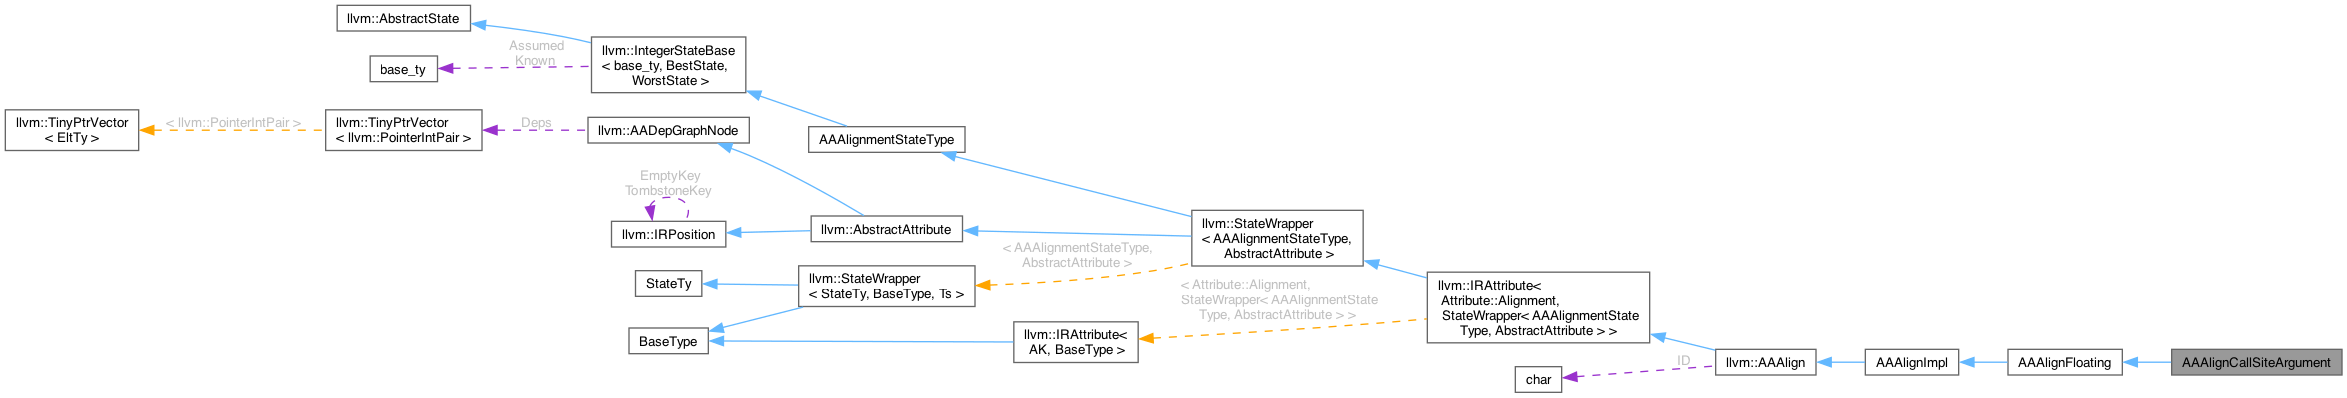 llvm::AbstractState
base_ty
Assumed
Known
llvm::IntegerStateBase
< base_ty, BestState,
WorstState >
llvm::TinyPtrVector
< EltTy >
< llvm::PointerIntPair >
llvm::TinyPtrVector
< llvm::PointerIntPair >
Deps
llvm::AADepGraphNode
AAAlignmentStateType
EmptyKey
TombstoneKey
llvm::IRPosition
llvm::AbstractAttribute
llvm::StateWrapper
< AAAlignmentStateType,
AbstractAttribute >
< AAAlignmentStateType,
AbstractAttribute >
StateTy
llvm::StateWrapper
< StateTy, BaseType, Ts >
BaseType
< Attribute::Alignment,
StateWrapper< AAAlignmentState
Type, AbstractAttribute > >
llvm::IRAttribute<
AK, BaseType >
llvm::IRAttribute<
Attribute::Alignment,
StateWrapper< AAAlignmentState
Type, AbstractAttribute > >
char
ID
llvm::AAAlign
AAAlignImpl
AAAlignFloating
AAAlignCallSiteArgument